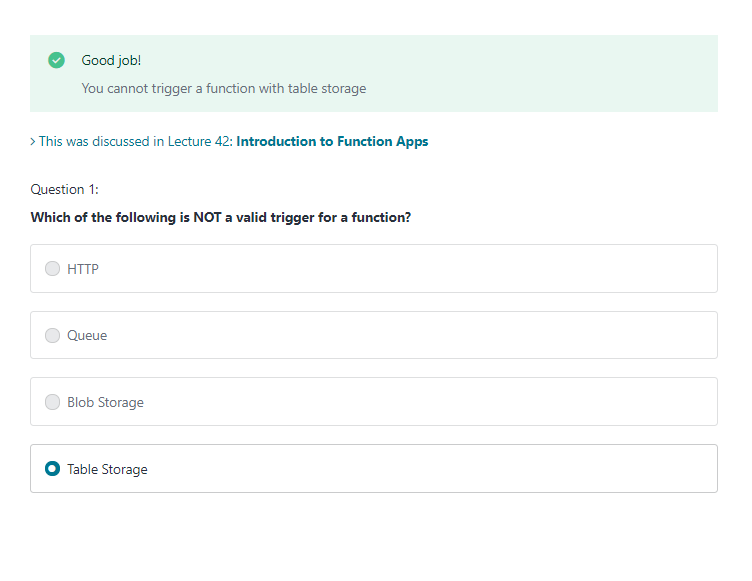 Good job!
You cannot trigger a function with table storage
> This was discussed in Lecture 42: Introduction to Function Apps
Question 1:
Which of the following is NOT a valid trigger for a function?
HTTP
Queue
Blob Storage
Table Storage